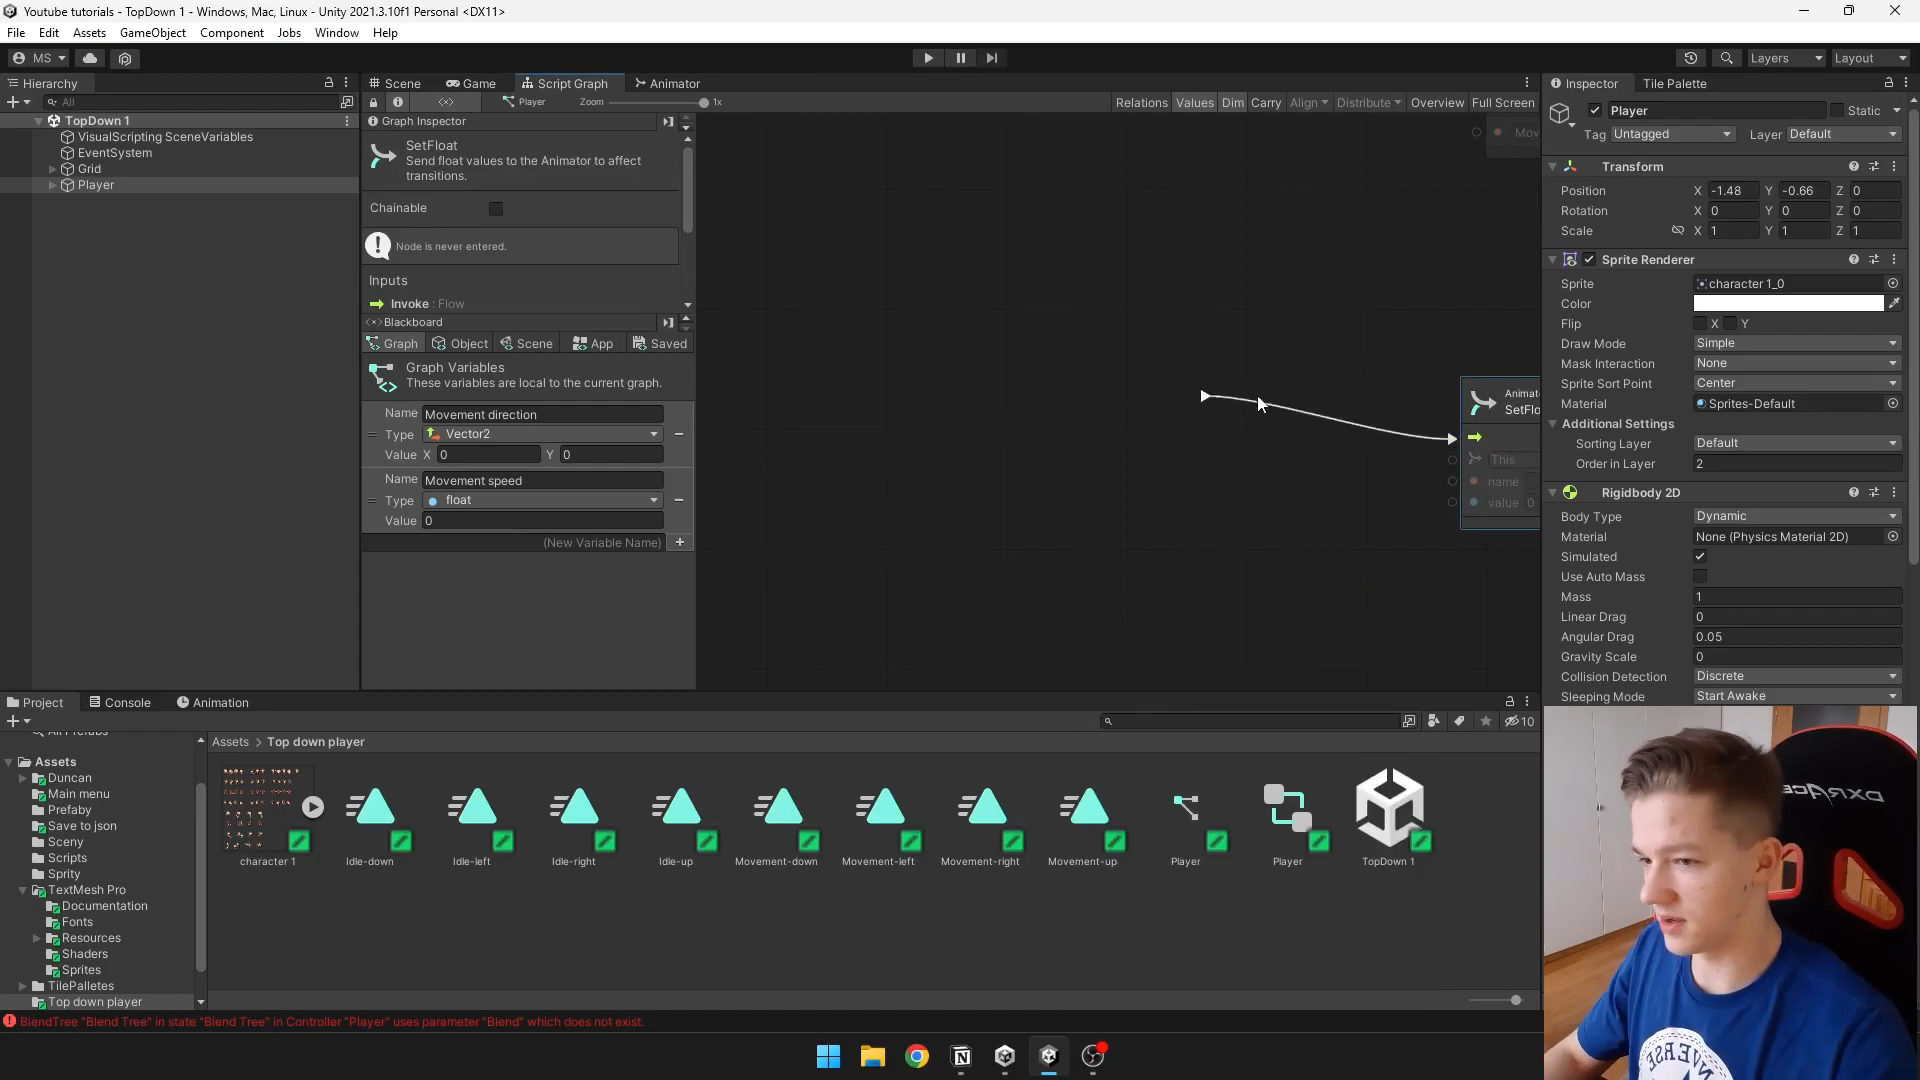 Youtube tutorials - TopDown 1 - Windows, Mac, Linux - Unity 2021.3.10f1 Personal <DX11>
File Edit Assets GameObject Component Jobs Window Help
MS Layers Layout
Hierarchy
All
TopDown 1
VisualScripting SceneVariables
EventSystem
Grid
Player
Scene Game Script Graph Animator
Player Zoom 1x Relations Values Dim Carry Align Distribute Overview Full Screen
Graph Inspector
SetFloat
Send float values to the Animator to affect
transitions.
Chainable
Node is never entered.
Inputs
Invoke : Flow
Blackboard
Graph Object Scene App Saved
Graph Variables
These variables are local to the current graph.
Name Movement direction
Type Vector2
Value X 0 Y 0
Name Movement speed
Type float
Value 0
(New Variable Name)
Mov
Animat
SetFlo
This
name
value 0
Inspector Tile Palette
Player Static
Tag Untagged Layer Default
Transform
Position X -1.48 Y -0.66 Z 0
Rotation X 0 Y 0 Z 0
Scale X 1 Y 1 Z 1
Sprite Renderer
Sprite character 1_0
Color
Flip X Y
Draw Mode Simple
Mask Interaction None
Sprite Sort Point Center
Material Sprites-Default
Additional Settings
Sorting Layer Default
Order in Layer 2
Rigidbody 2D
Body Type Dynamic
Material None (Physics Material 2D)
Simulated
Use Auto Mass
Mass 1
Linear Drag 0
Angular Drag 0.05
Gravity Scale 0
Collision Detection Discrete
Sleeping Mode Start Awake
Project Console Animation
10
All Prefabs
Assets
Duncan
Main menu
Prefaby
Save to json
Sceny
Scripts
Sprity
TextMesh Pro
Documentation
Fonts
Resources
Shaders
Sprites
TilePalletes
Top down player
Assets > Top down player
character 1 Idle-down Idle-left Idle-right Idle-up Movement-down Movement-left Movement-right Movement-up Player Player TopDown 1
BlendTree "Blend Tree" in state "Blend Tree" in Controller "Player" uses parameter "Blend" which does not exist.
DXRACE